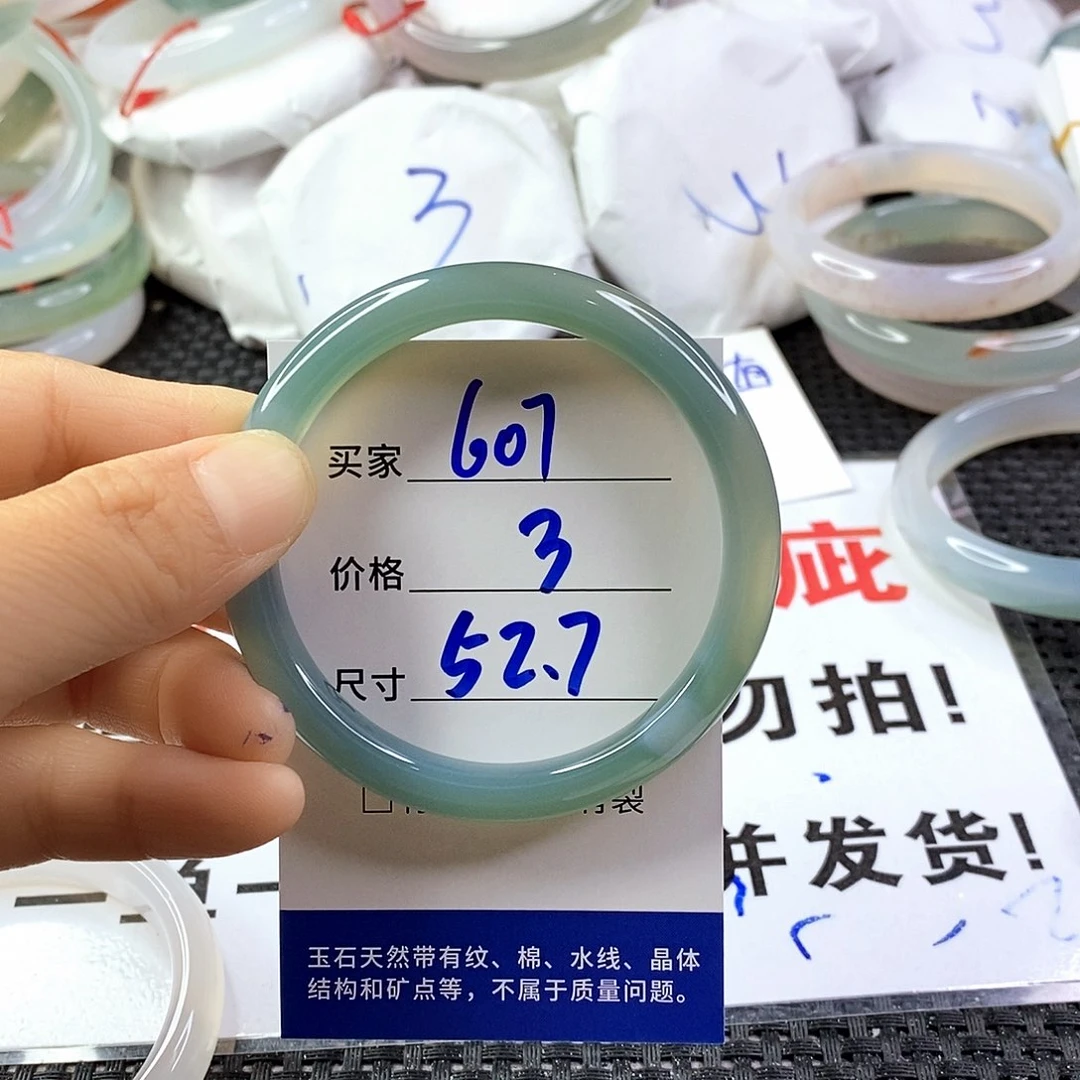 3
有
买家 607
价格 3
尺寸 52.7
疵
勿拍!
并发货!
玉石天然带有纹、棉、水线、晶体
结构和矿点等，不属于质量问题。